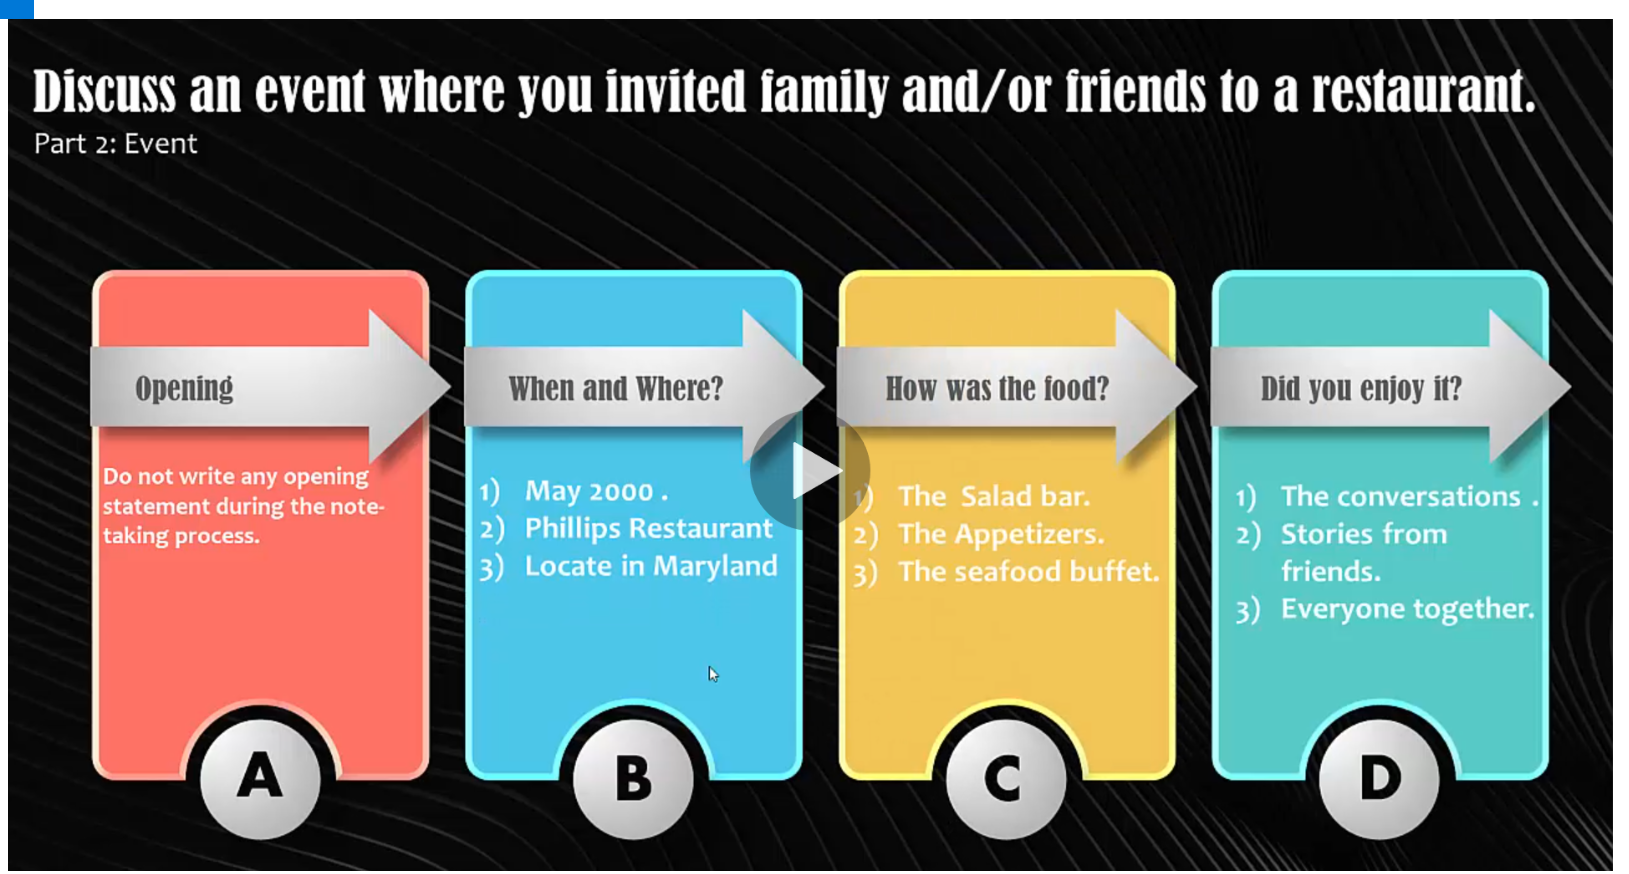 Discuss an event where you invited family and/or friends to a restaurant.
Part 2: Event
Opening
Do not write any opening
statement during the note-
taking process.
A
When and Where?
1) May 2000 .
2) Phillips Restaurant
3) Locate in Maryland
B
How was the food?
1) The Salad bar.
2) The Appetizers.
3) The seafood buffet.
C
Did you enjoy it?
1) The conversations .
2) Stories from
friends.
3) Everyone together.
D